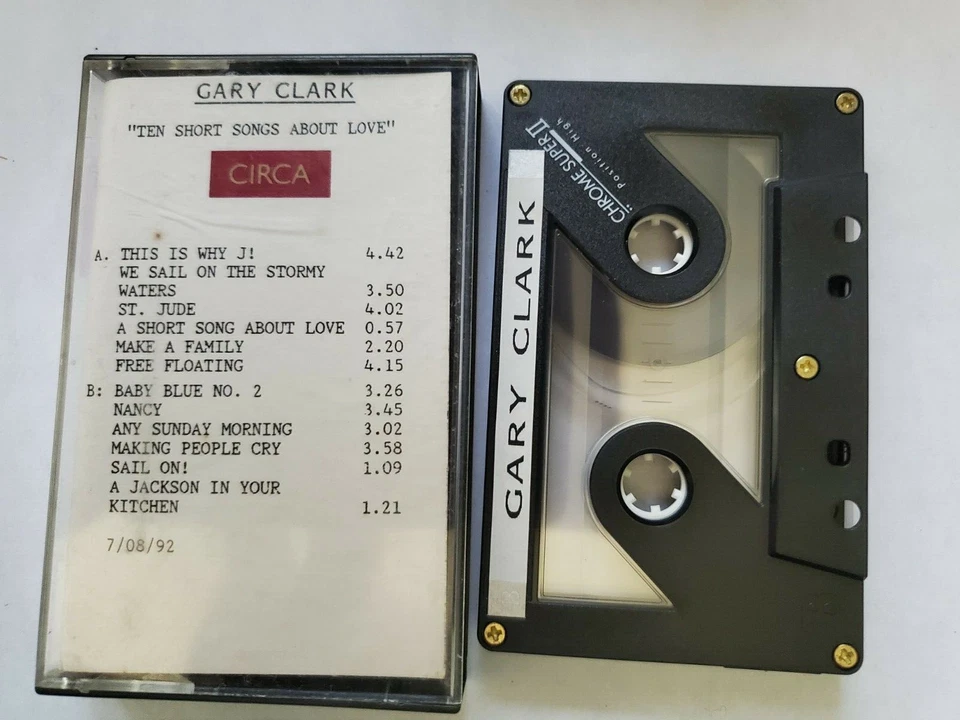 GARY CLARK
"TEN SHORT SONGS ABOUT LOVE"
CIRCA
A. THIS IS WHY J! 4.42
WE SAIL ON THE STORMY
WATERS 3.50
ST. JUDE 4.02
A SHORT SONG ABOUT LOVE 0.57
MAKE A FAMILY 2.20
FREE FLOATING 4.15
B: BABY BLUE NO. 2 3.26
NANCY 3.45
ANY SUNDAY MORNING 3.02
MAKING PEOPLE CRY 3.58
SAIL ON! 1.09
A JACKSON IN YOUR
KITCHEN 1.21
7/08/92
GARY CLARK
CHROME SUPER II
Position High